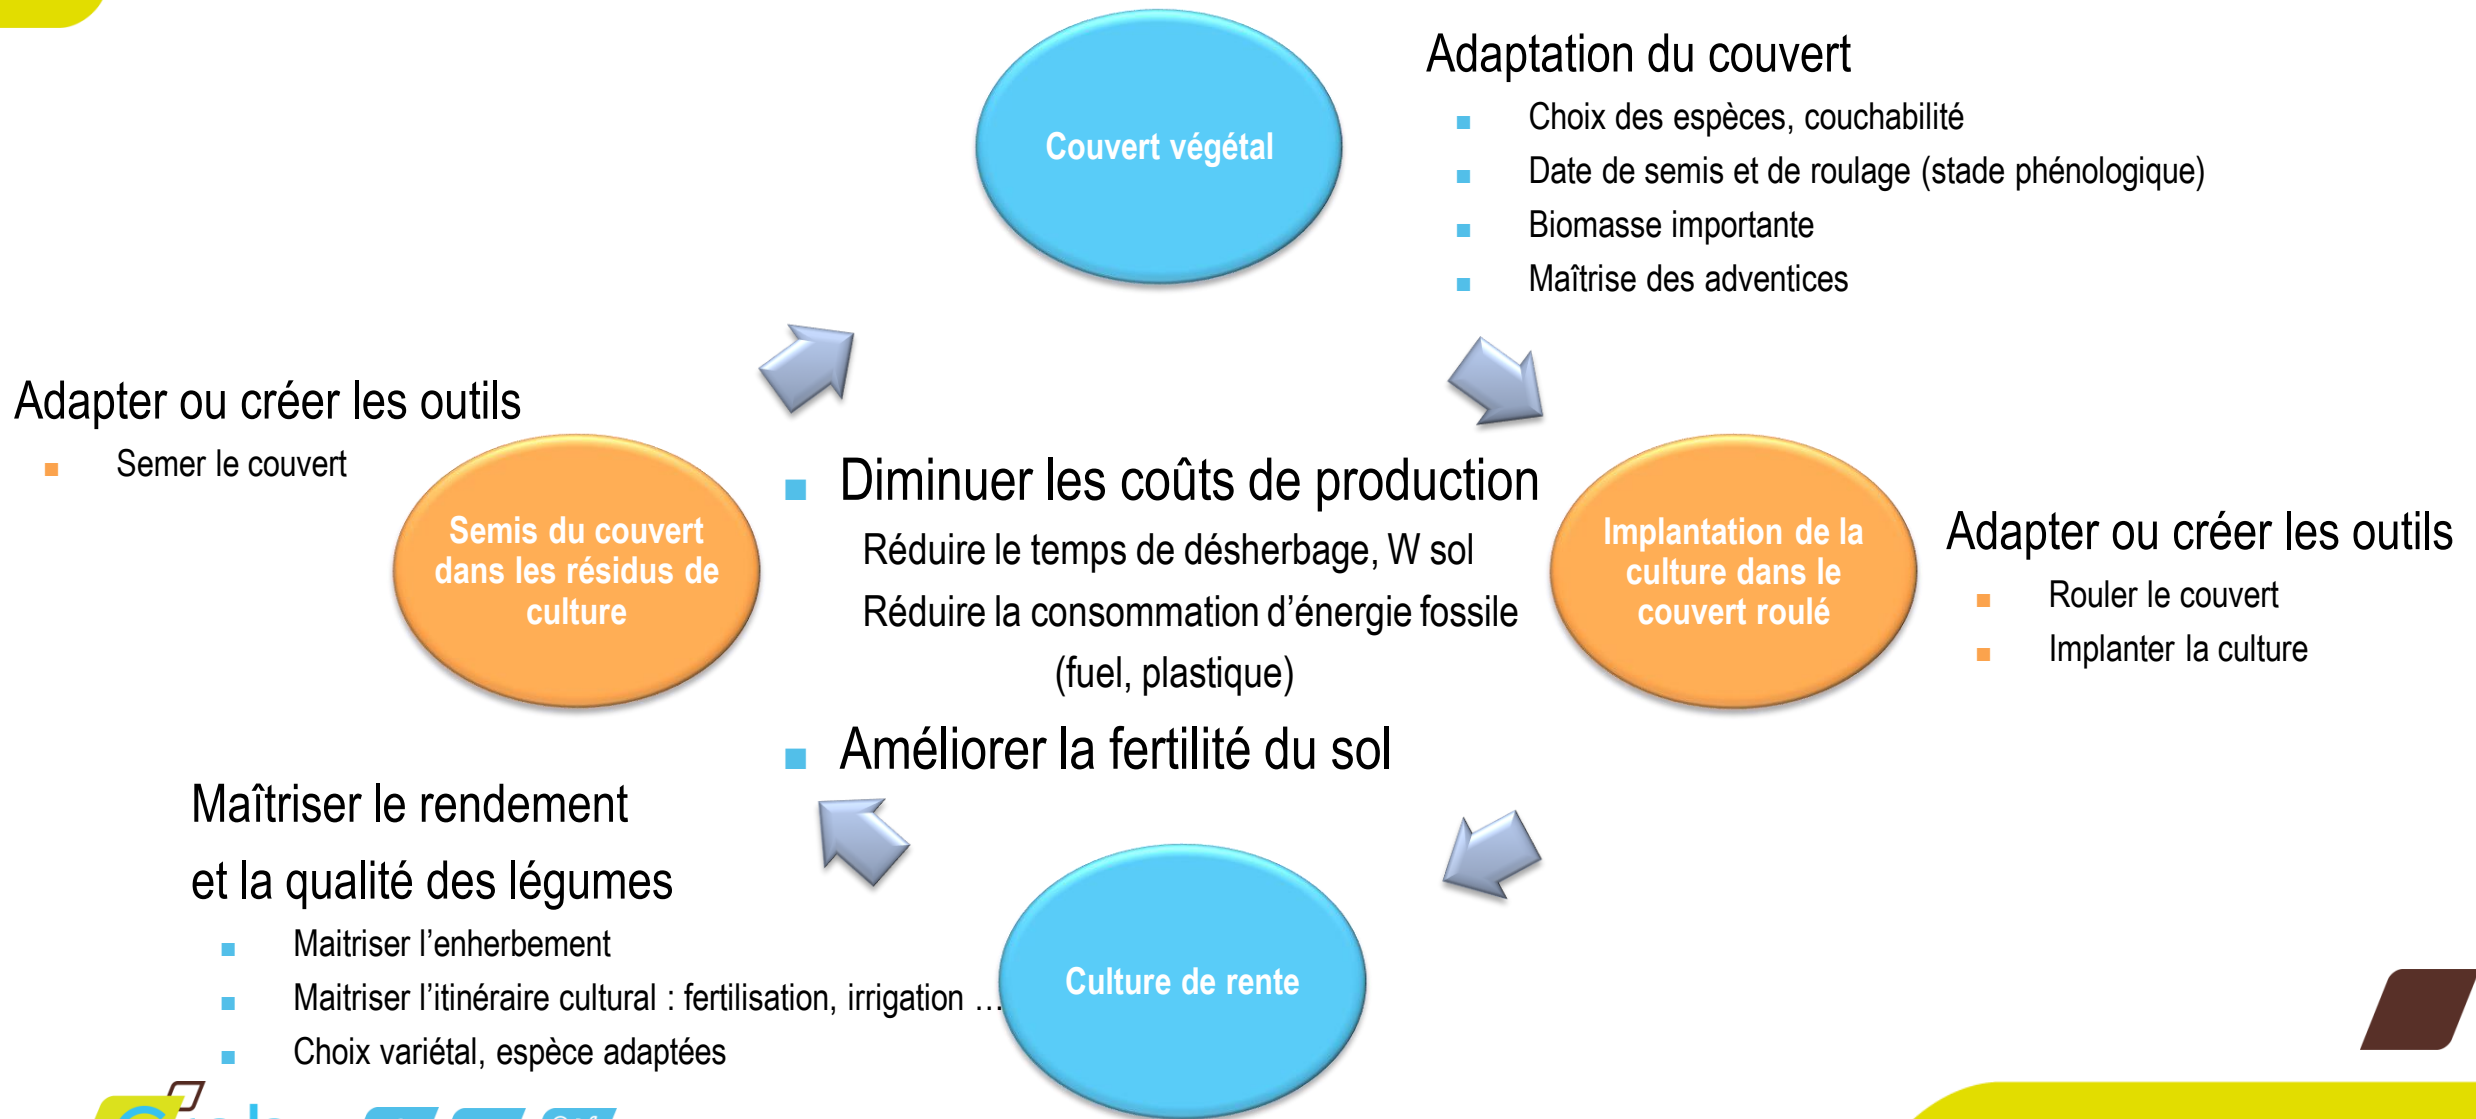 Couvert végétal
Adaptation du couvert
Choix des espèces, couchabilité
Date de semis et de roulage (stade phénologique)
Biomasse importante
Maîtrise des adventices
Adapter ou créer les outils
Semer le couvert
Semis du couvert
dans les résidus de
culture
Diminuer les coûts de production
Réduire le temps de désherbage, W sol
Réduire la consommation d’énergie fossile
(fuel, plastique)
Améliorer la fertilité du sol
Implantation de la
culture dans le
couvert roulé
Adapter ou créer les outils
Rouler le couvert
Implanter la culture
Maîtriser le rendement
et la qualité des légumes
Maitriser l’enherbement
Maitriser l’itinéraire cultural : fertilisation, irrigation …
Choix variétal, espèce adaptées
Culture de rente